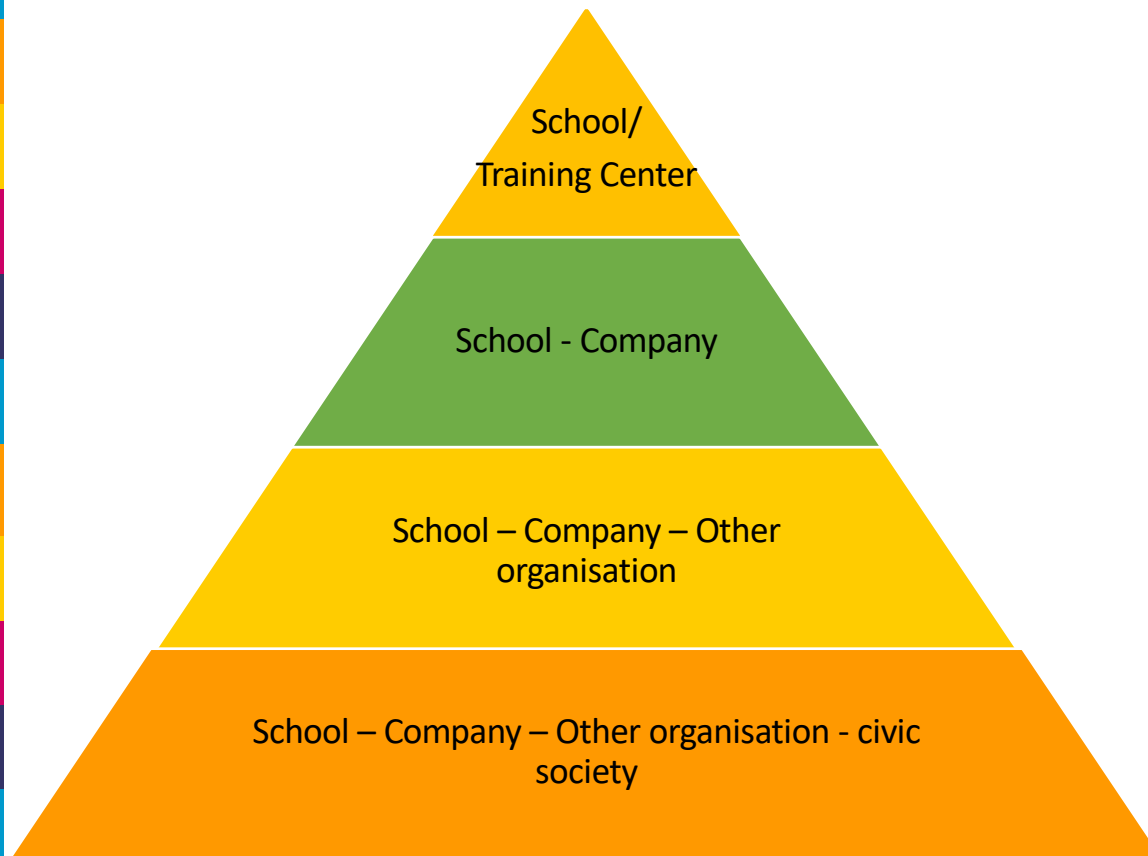 School/
Training Center
School - Company
School – Company – Other
organisation
School – Company – Other organisation - civic
society